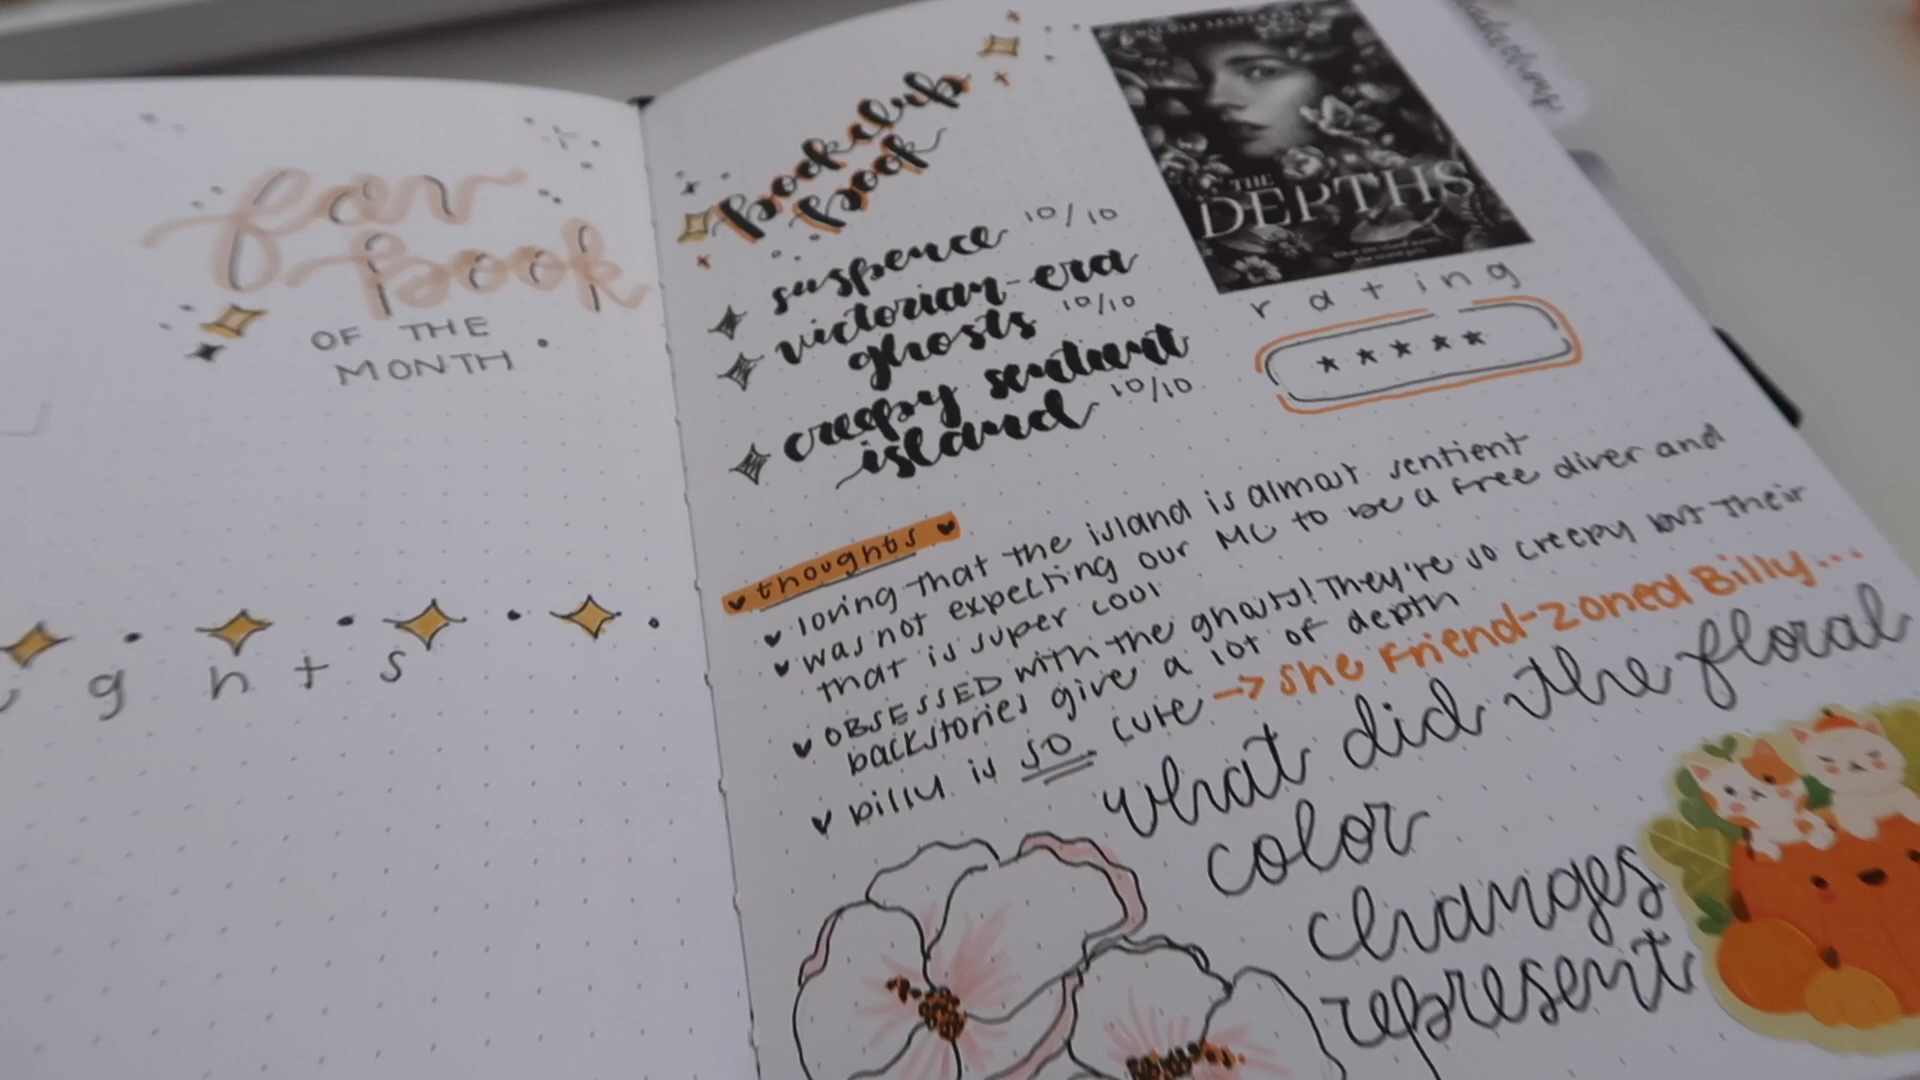 fav
book
OF THE
MONTH
g h t s
book club
book
suspence 10/10
victorian-era
ghosts 10/10
creepy sentient
island 10/10
THE
DEPTHS
rating
thoughts
loving that the island is almost sentient
was not expecting our MC to be a free diver and
that is super cool
OBSESSED with the ghosts! They're so creepy but their
backstories give a lot of depth
billy is so cute → she friend-zoned Billy...
what did the floral
color
changes
represent